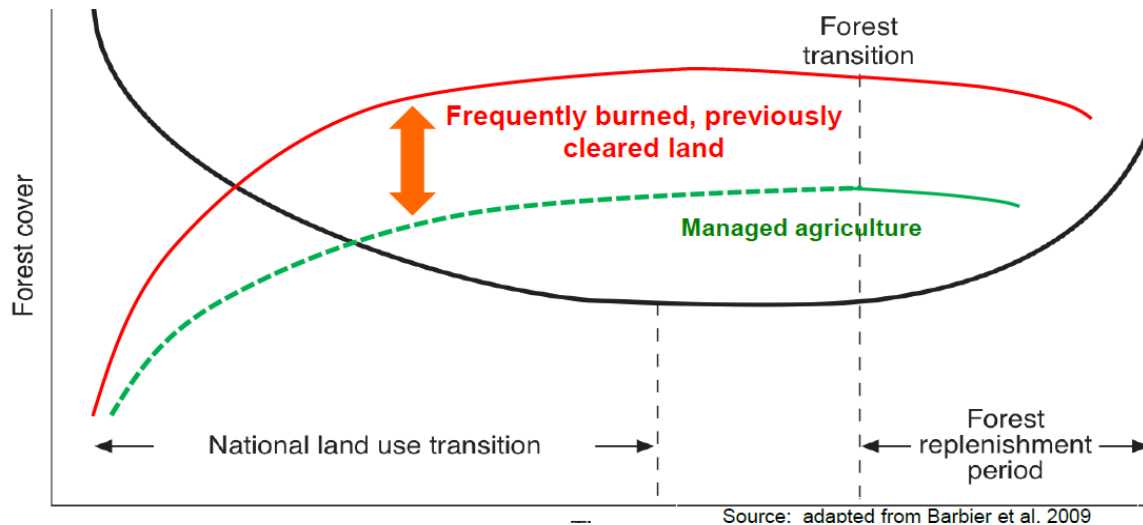 Forest
transition
Frequently burned, previously
cleared land
Managed agriculture
Forest cover
National land use transition
Forest
replenishment
period
Source: adapted from Barbier et al. 2009